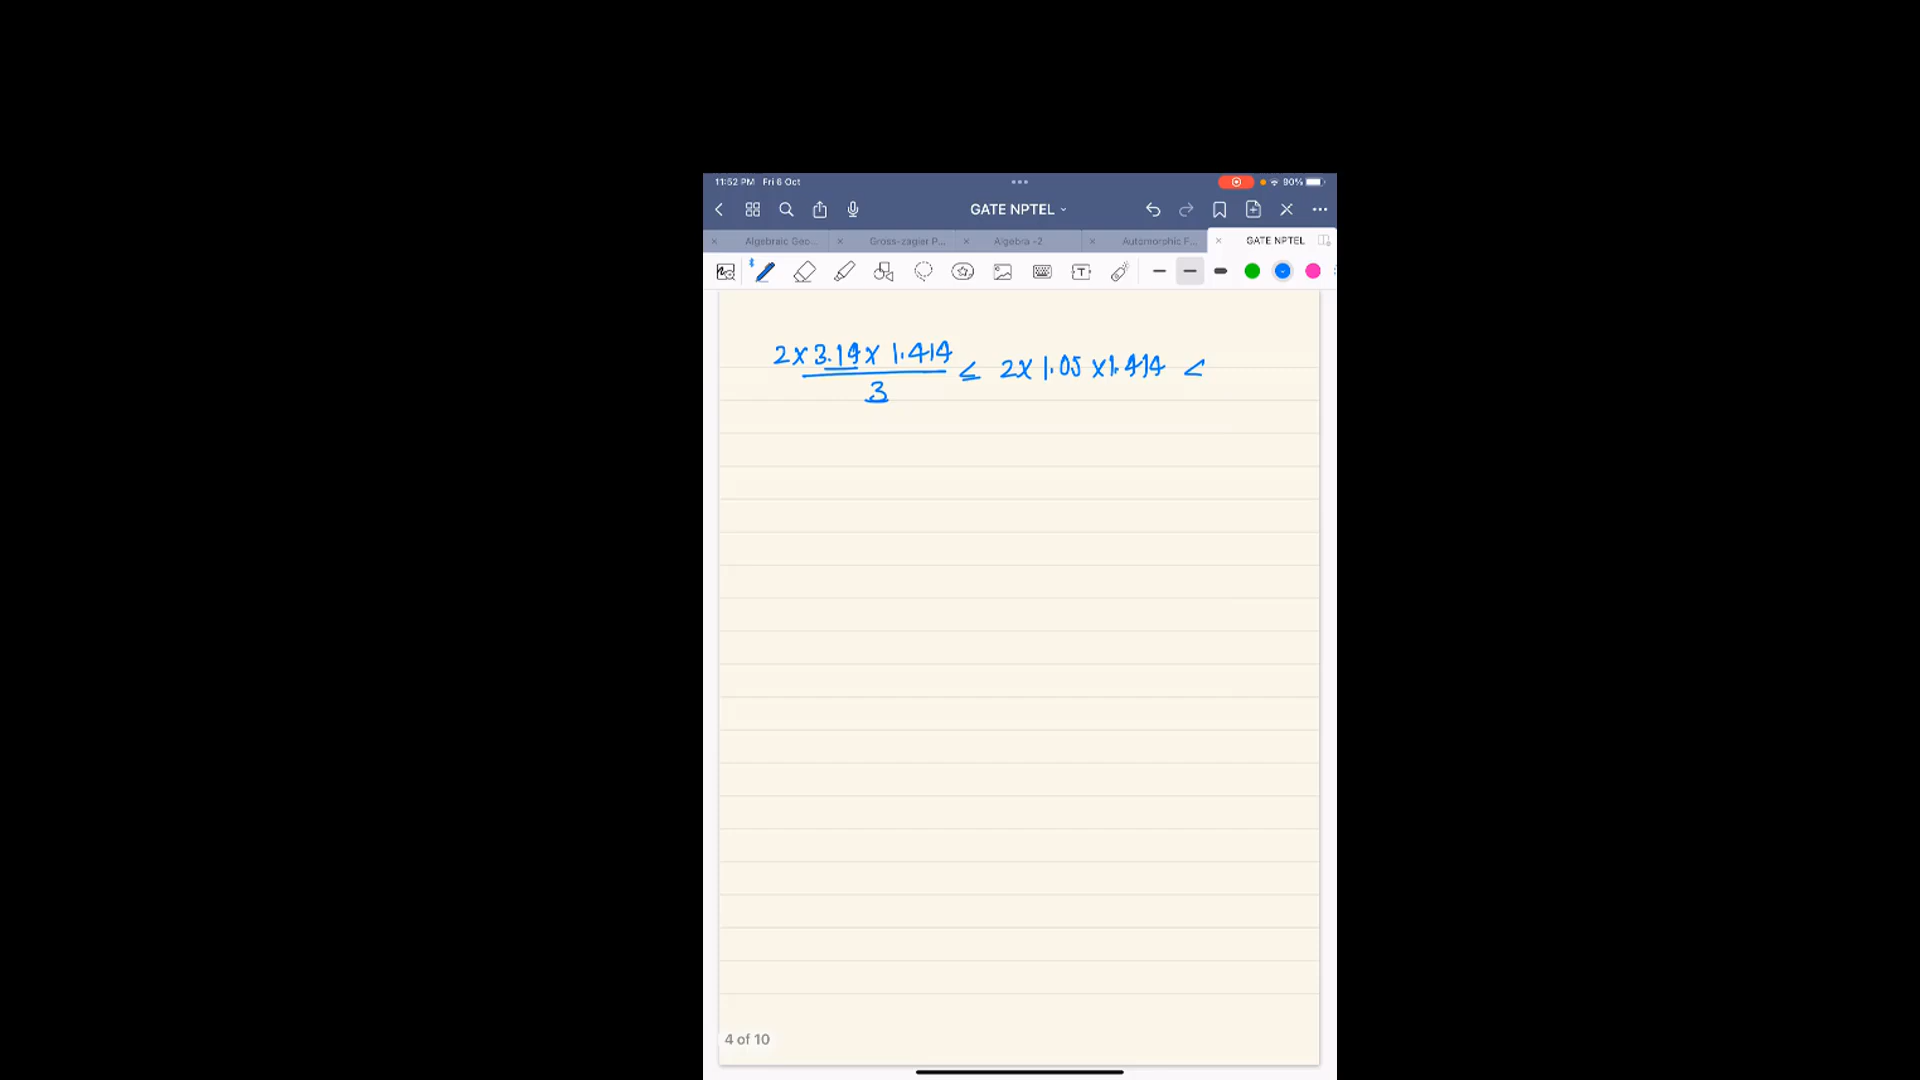 11:52 PM Fri 6 Oct
90%
GATE NPTEL
Algebraic Geo...
Gross-zagier P...
Algebra -2
Automorphic F...
GATE NPTEL
T
2 x 3.14 x 1.414 / 3 ≤ 2 x 1.05 x 1.414 <
4 of 10